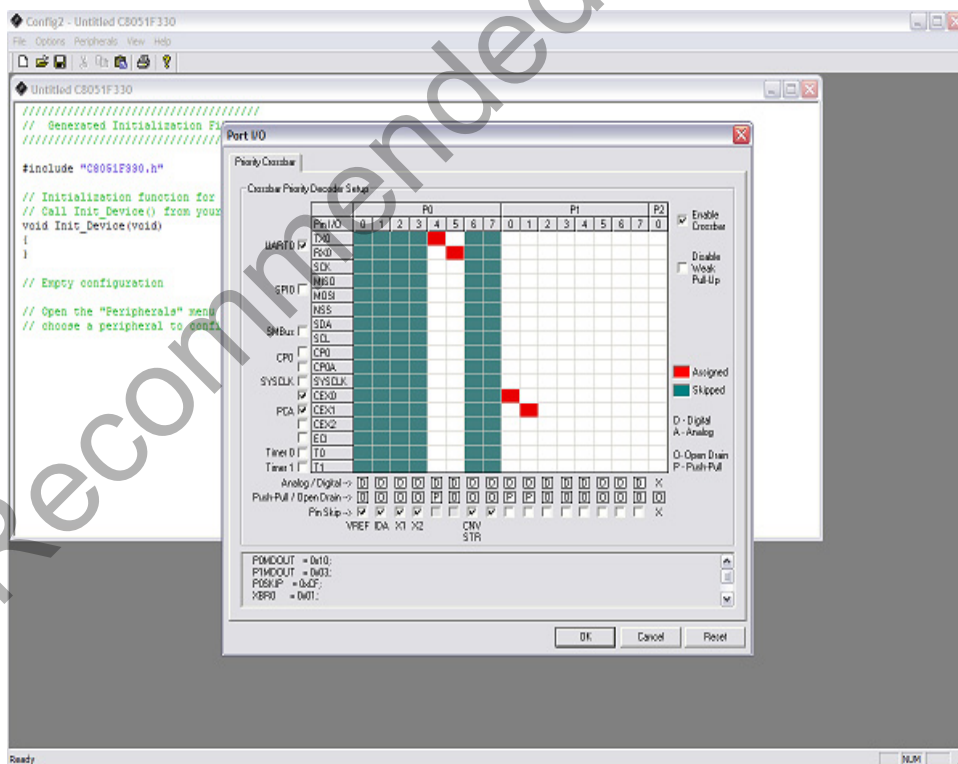 Config2 - Untitled C8051F330
File Options Peripherals View Help
Untitled C8051F330
/////////////////////////////////////
// Generated Initialization Fi
#include "C8051F330.h"
// Initialization function for
// Call Init_Device() from your
void Init_Device(void)
{
}
// Empty configuration
// Open the "Peripherals" menu
// choose a peripheral to confi
Port I/O
Priority Crossbar
Crossbar Priority Decoder Setup
P0 P1 P2
Pin I/O 0 1 2 3 4 5 6 7 0 1 2 3 4 5 6 7 0
UART0 TX0
RX0
SCK
SPI0 MISO
MOSI
NSS
SMBus SDA
SCL
CP0 CP0
CP0A
SYSCLK SYSCLK
CEX0
PCA CEX1
CEX2
ECI
Timer 0 T0
Timer 1 T1
Analog / Digital -> D D D D D D D D D D D D D D D D X
Push-Pull / Open Drain -> O O O O P O O O P P O O O O O O O
Pin Skip -> X
VREF IDA X1 X2 CNV
STR
Enable
Crossbar
Disable
Weak
Pull-Up
Assigned
Skipped
D - Digital
A - Analog
O- Open Drain
P - Push-Pull
P0MDOUT = 0x10;
P1MDOUT = 0x03;
P0SKIP = 0xCF;
XBR0 = 0x01;
OK Cancel Reset
Ready NUM
Recommended